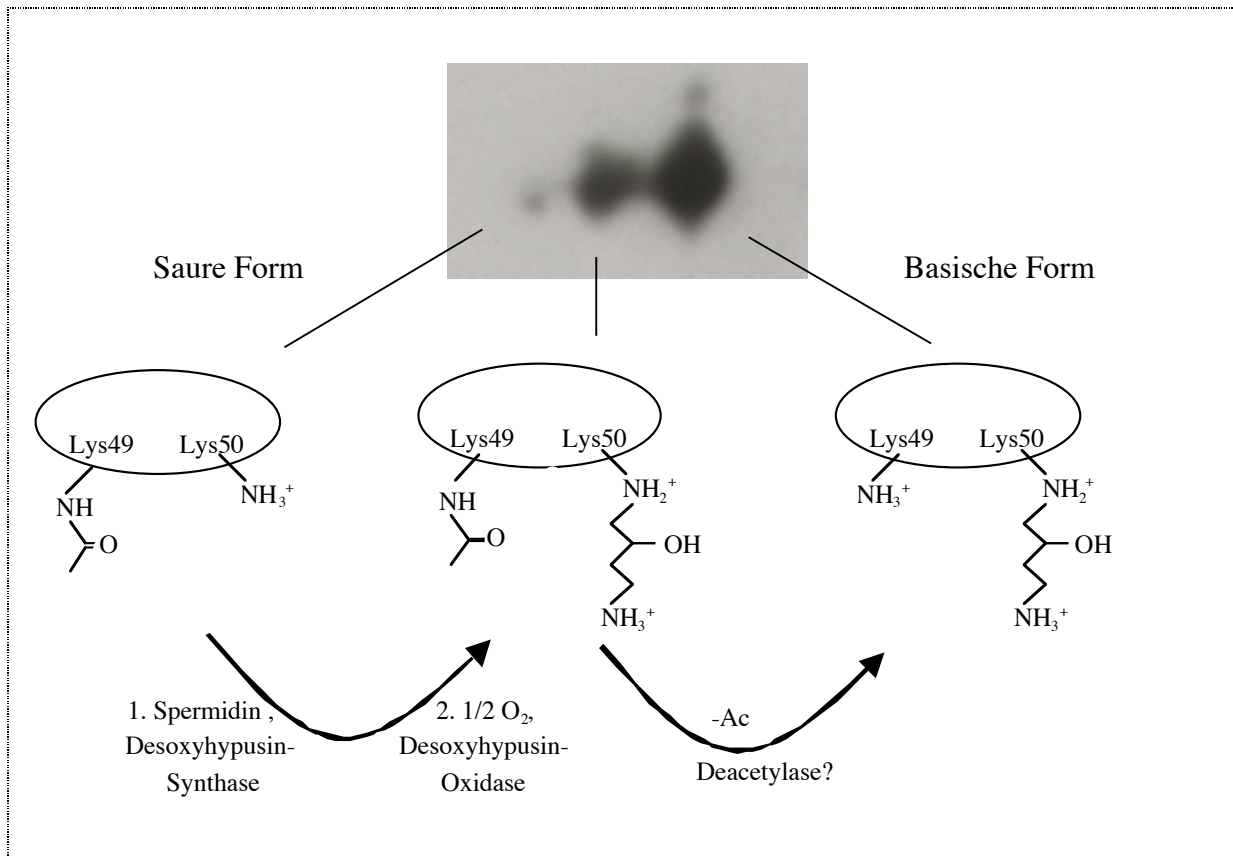 Saure Form
Basische Form
Lys49 Lys50
NH
NH₃⁺
O
Lys49 Lys50
NH
NH₂⁺
O
OH
NH₃⁺
Lys49 Lys50
NH₃⁺
NH₂⁺
OH
NH₃⁺
1. Spermidin ,
Desoxyhypusin-
Synthase
2. 1/2 O₂,
Desoxyhypusin-
Oxidase
-Ac
Deacetylase?